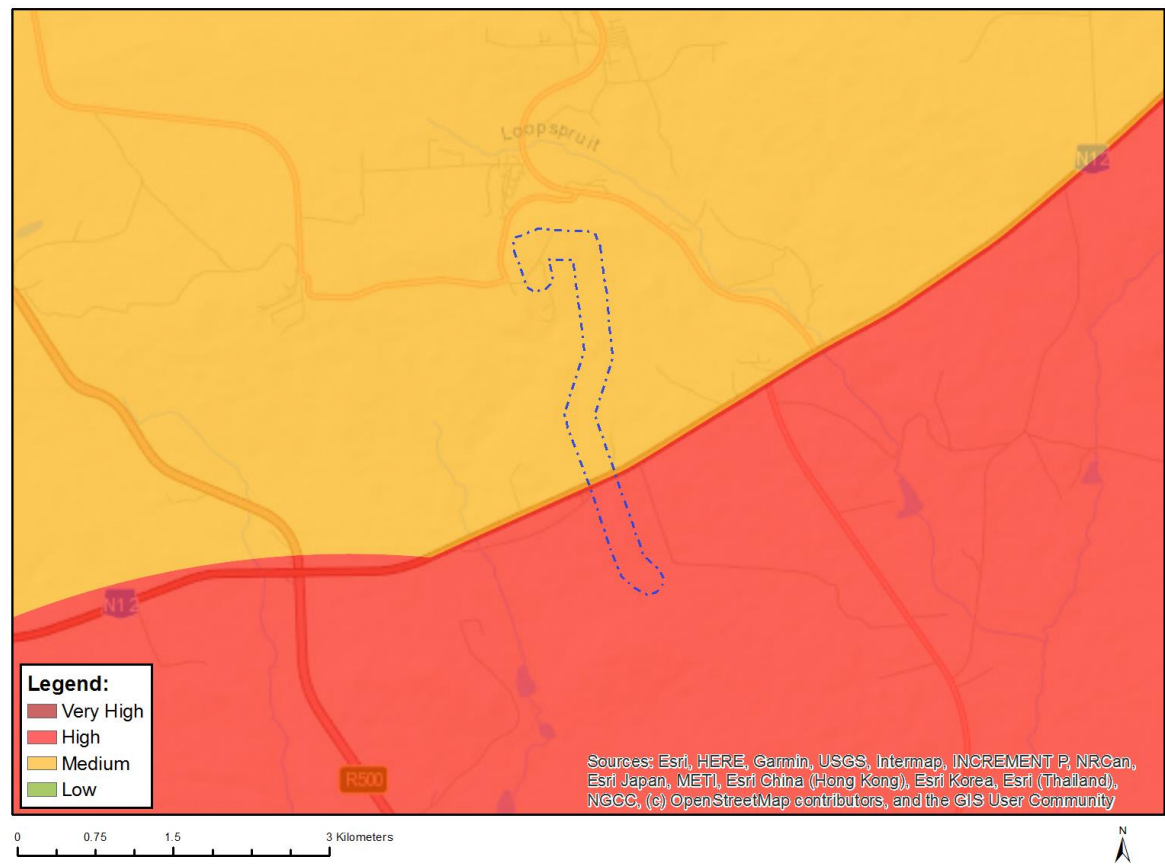 Loopspruit
N12
N12
R500
Legend:
Very High
High
Medium
Low
Sources: Esri, HERE, Garmin, USGS, Intermap, INCREMENT P, NRCan,
Esri Japan, METI, Esri China (Hong Kong), Esri Korea, Esri (Thailand),
NGCC, (c) OpenStreetMap contributors, and the GIS User Community
0 0.75 1.5 3 Kilometers
N